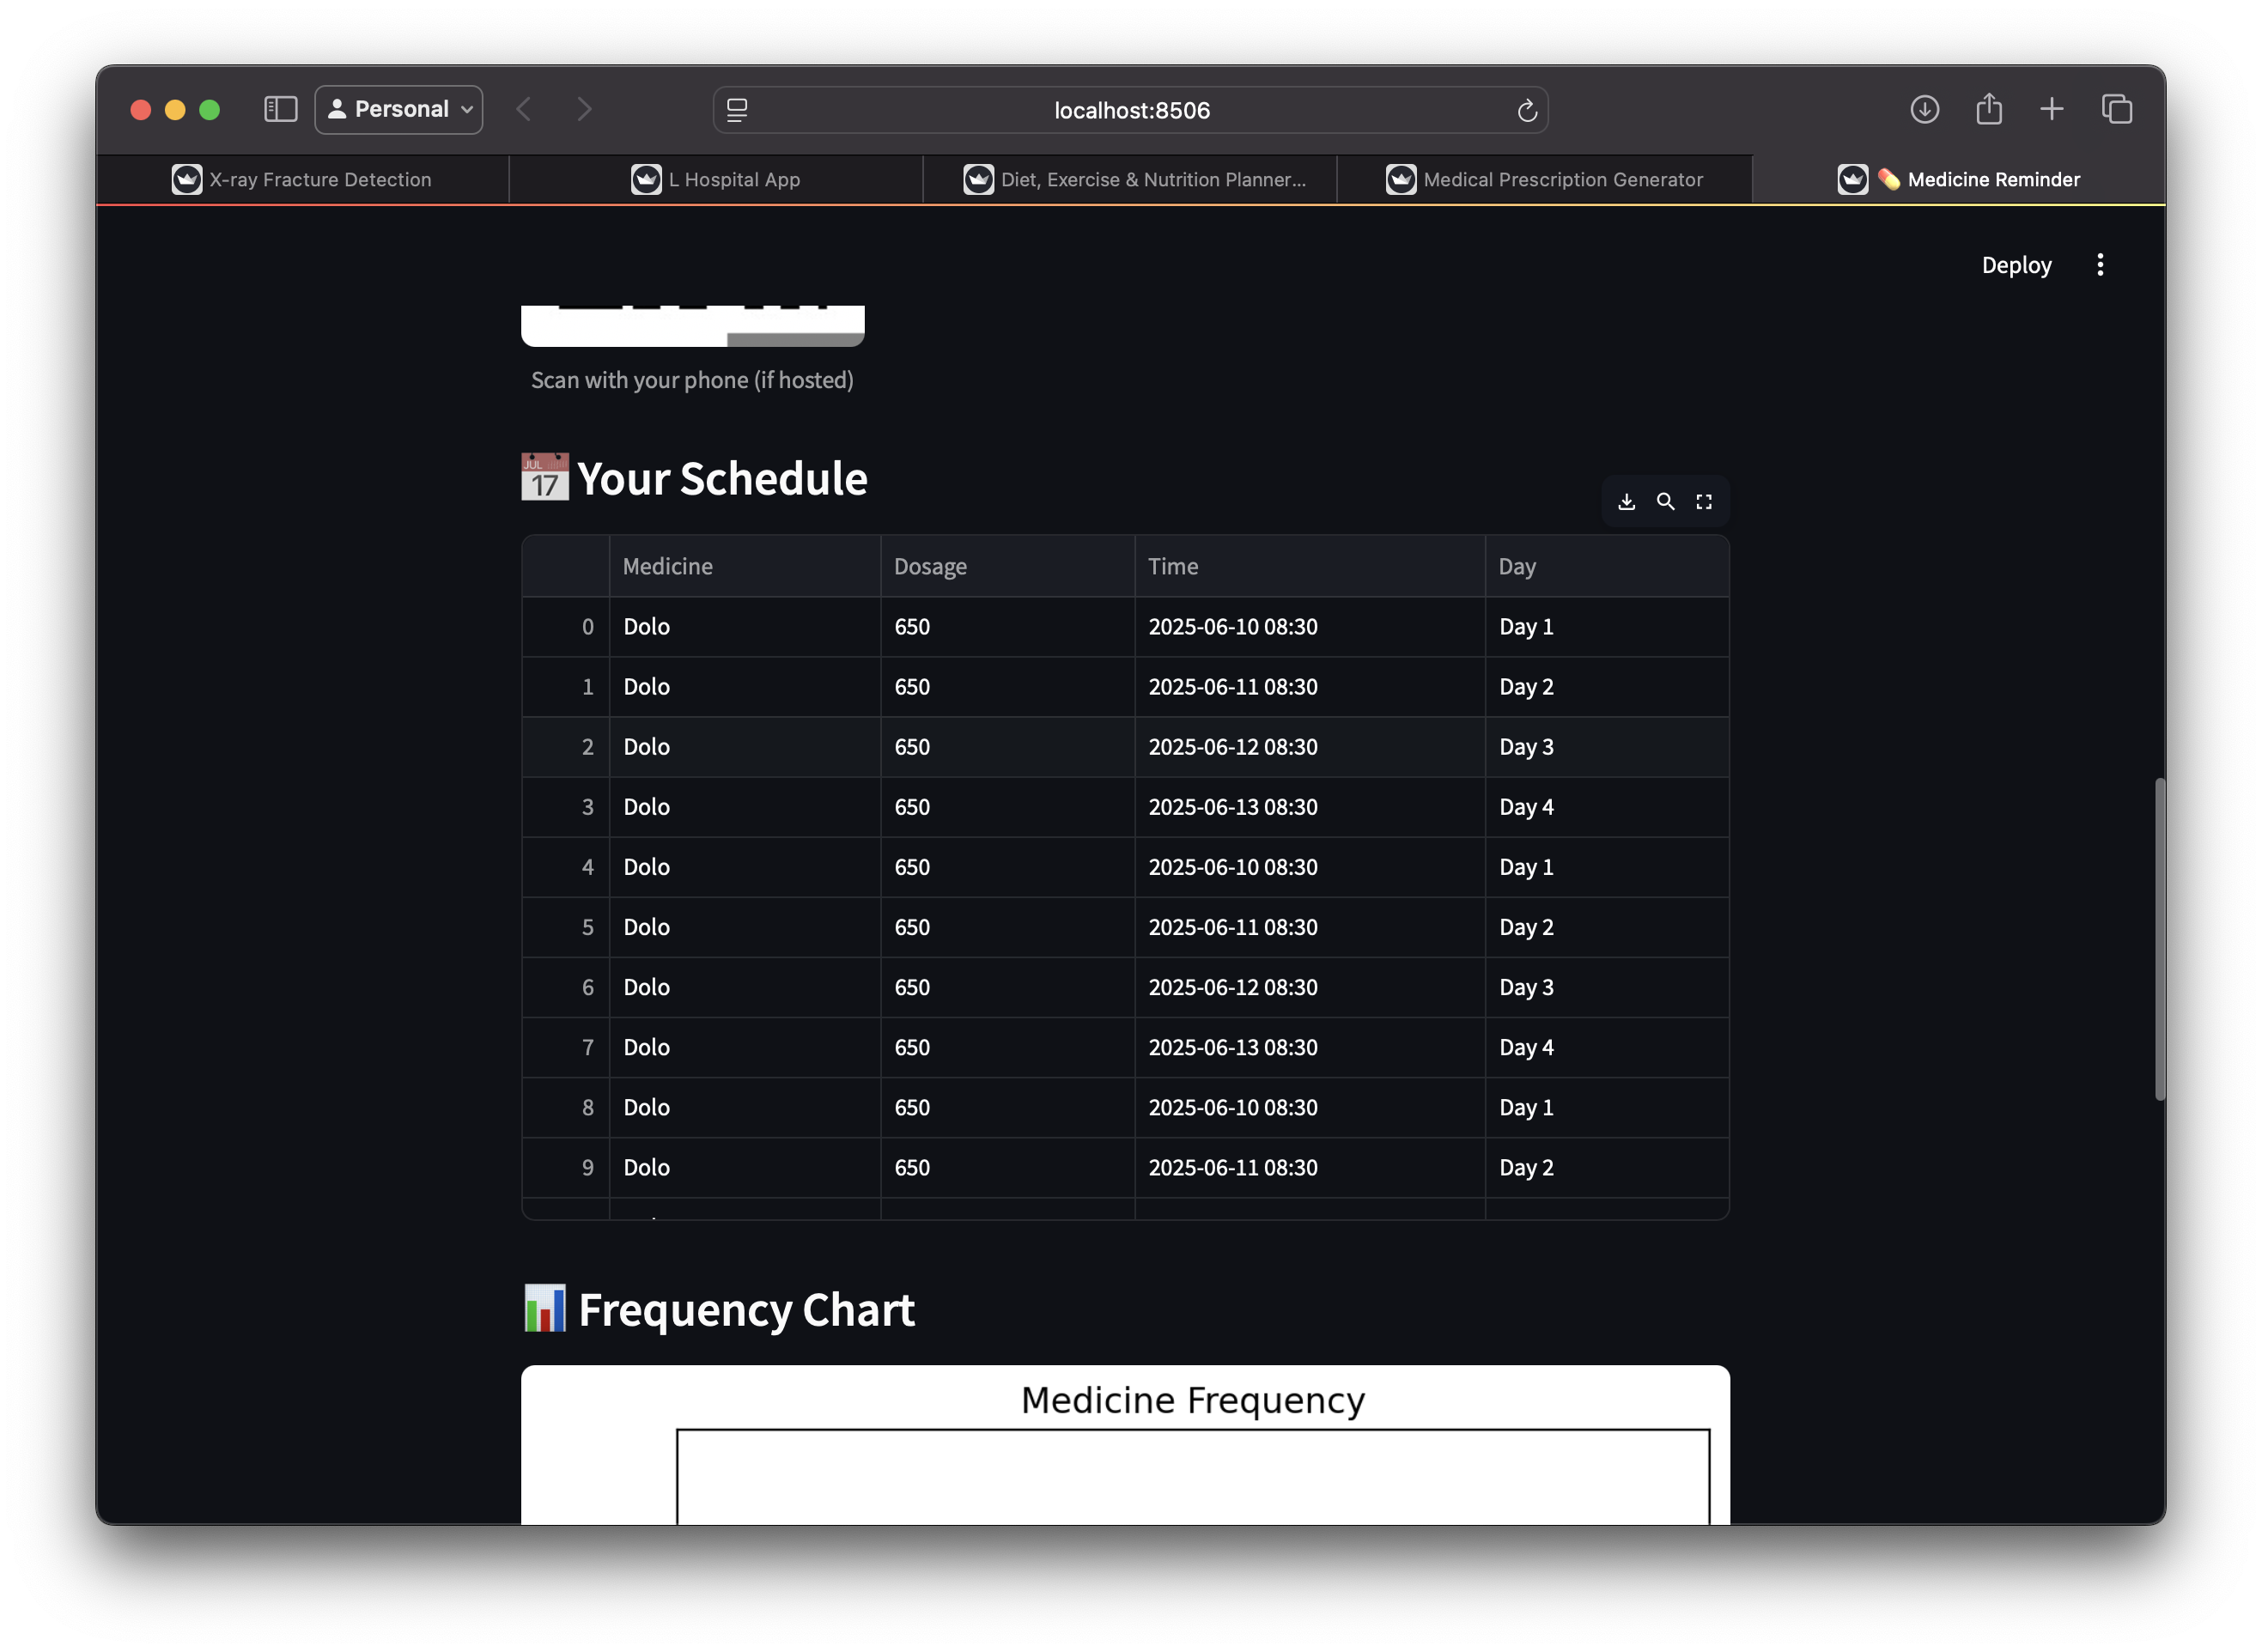 Personal
localhost:8506
X-ray Fracture Detection
L Hospital App
Diet, Exercise & Nutrition Planner...
Medical Prescription Generator
Medicine Reminder
Deploy
Scan with your phone (if hosted)
JUL
17
Your Schedule
Medicine Dosage Time Day
0 Dolo 650 2025-06-10 08:30 Day 1
1 Dolo 650 2025-06-11 08:30 Day 2
2 Dolo 650 2025-06-12 08:30 Day 3
3 Dolo 650 2025-06-13 08:30 Day 4
4 Dolo 650 2025-06-10 08:30 Day 1
5 Dolo 650 2025-06-11 08:30 Day 2
6 Dolo 650 2025-06-12 08:30 Day 3
7 Dolo 650 2025-06-13 08:30 Day 4
8 Dolo 650 2025-06-10 08:30 Day 1
9 Dolo 650 2025-06-11 08:30 Day 2
Frequency Chart
Medicine Frequency